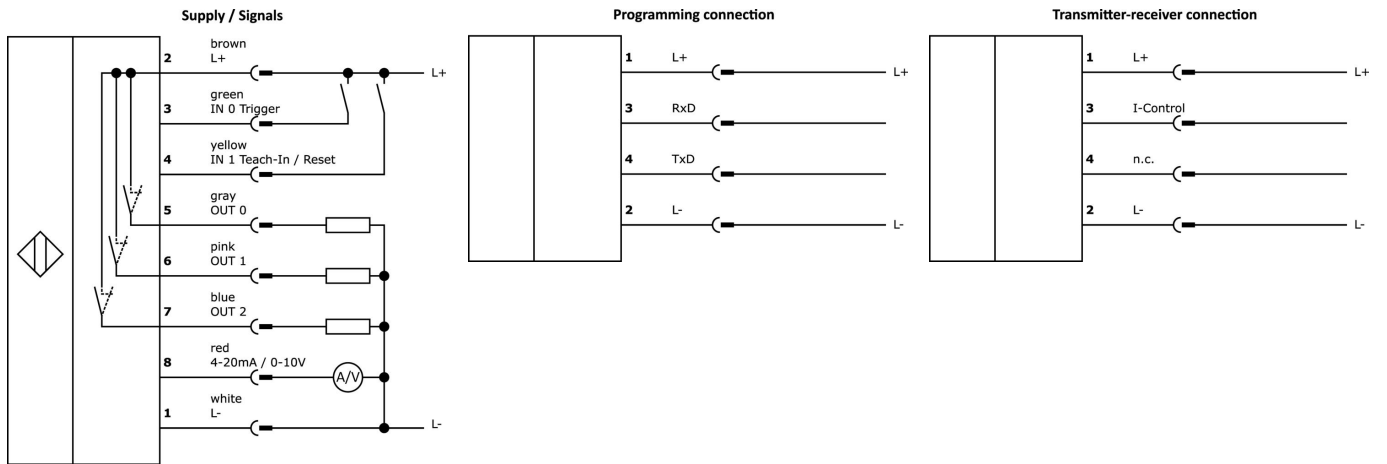 Supply / Signals
2
brown
L+
L+
3
green
IN 0 Trigger
4
yellow
IN 1 Teach-In / Reset
5
gray
OUT 0
6
pink
OUT 1
7
blue
OUT 2
8
red
4-20mA / 0-10V
A/V
1
white
L-
L-
Programming connection
1 L+
L+
3 RxD
4 TxD
2 L-
L-
Transmitter-receiver connection
1 L+
L+
3 I-Control
4 n.c.
2 L-
L-